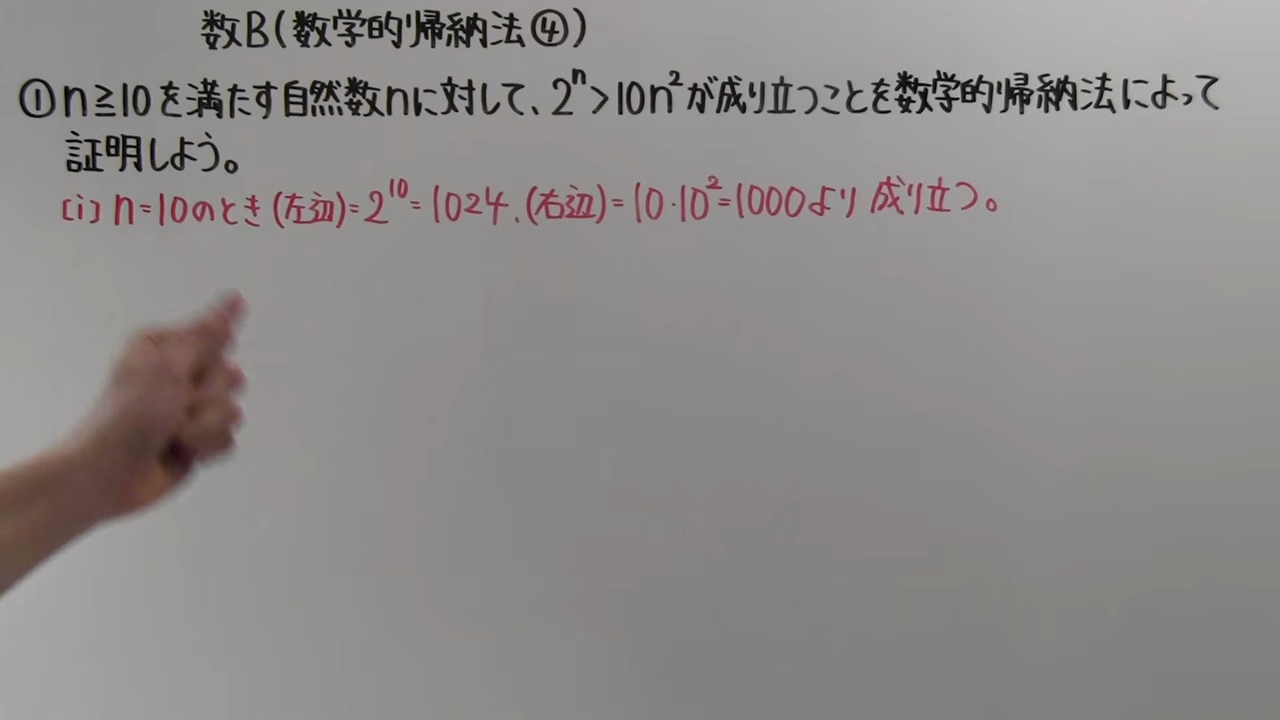 数B(数学的帰納法④)
①n≧10を満たす自然数nに対して、2ⁿ>10n²が成り立つことを数学的帰納法によって
証明しよう。
[i] n=10のとき(左辺)=2¹⁰=1024、(右辺)=10·10²=1000より成り立つ。